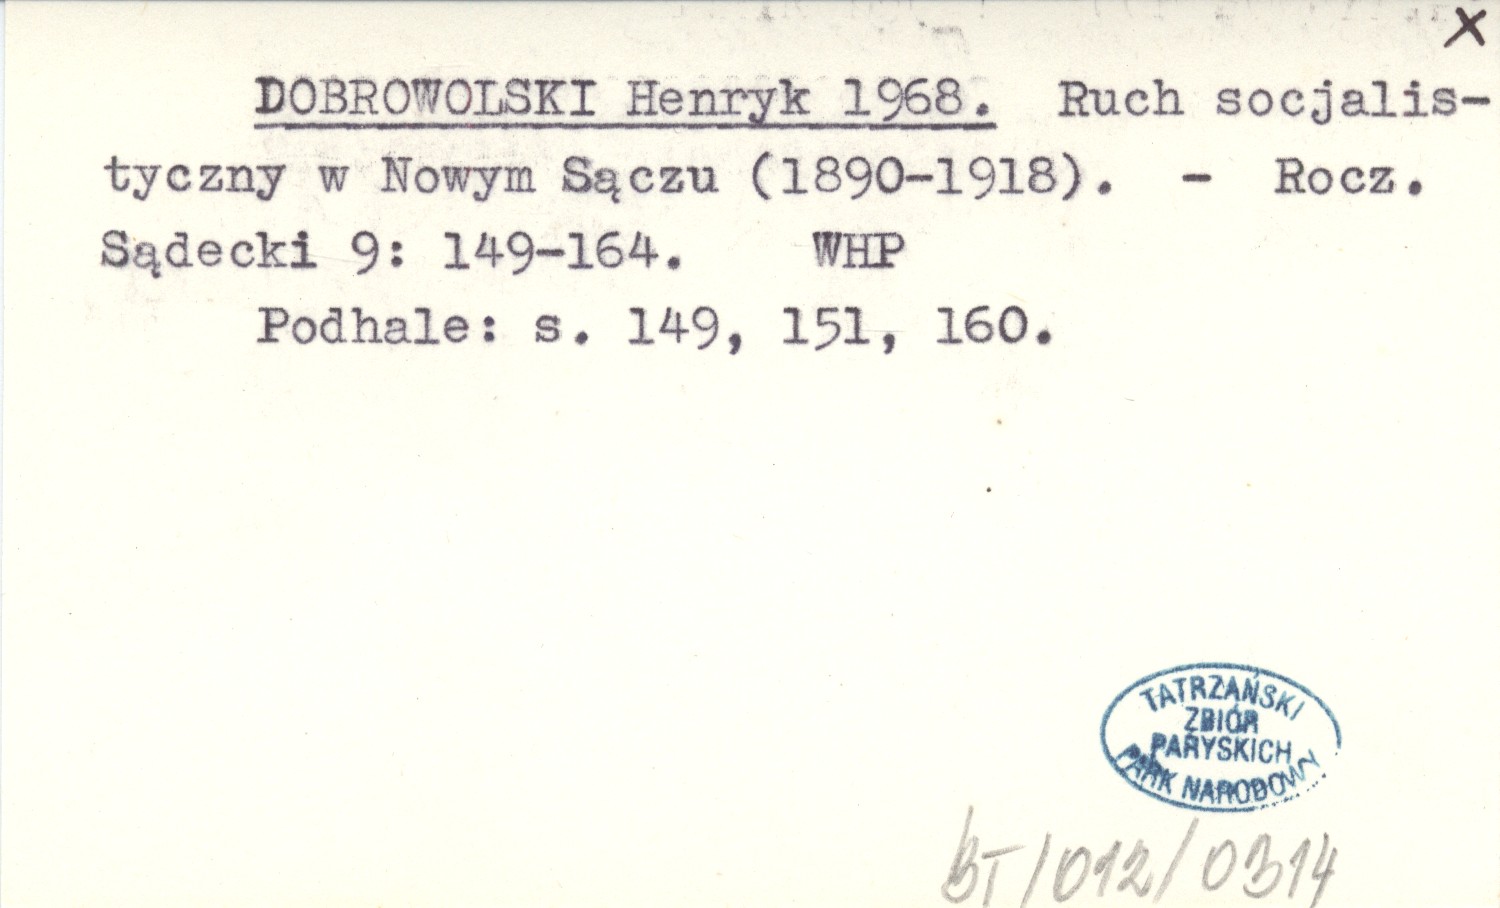 X
DOBROWOLSKI Henryk 1968. Ruch socjalis-
tyczny w Nowym Sączu (1890-1918). - Rocz.
Sądecki 9: 149-164. WHP
Podhale: s. 149, 151, 160.
TATRZAŃSKI
ZBIÓR
PARYSKICH
PARK NARODOWY
BT/012/0314